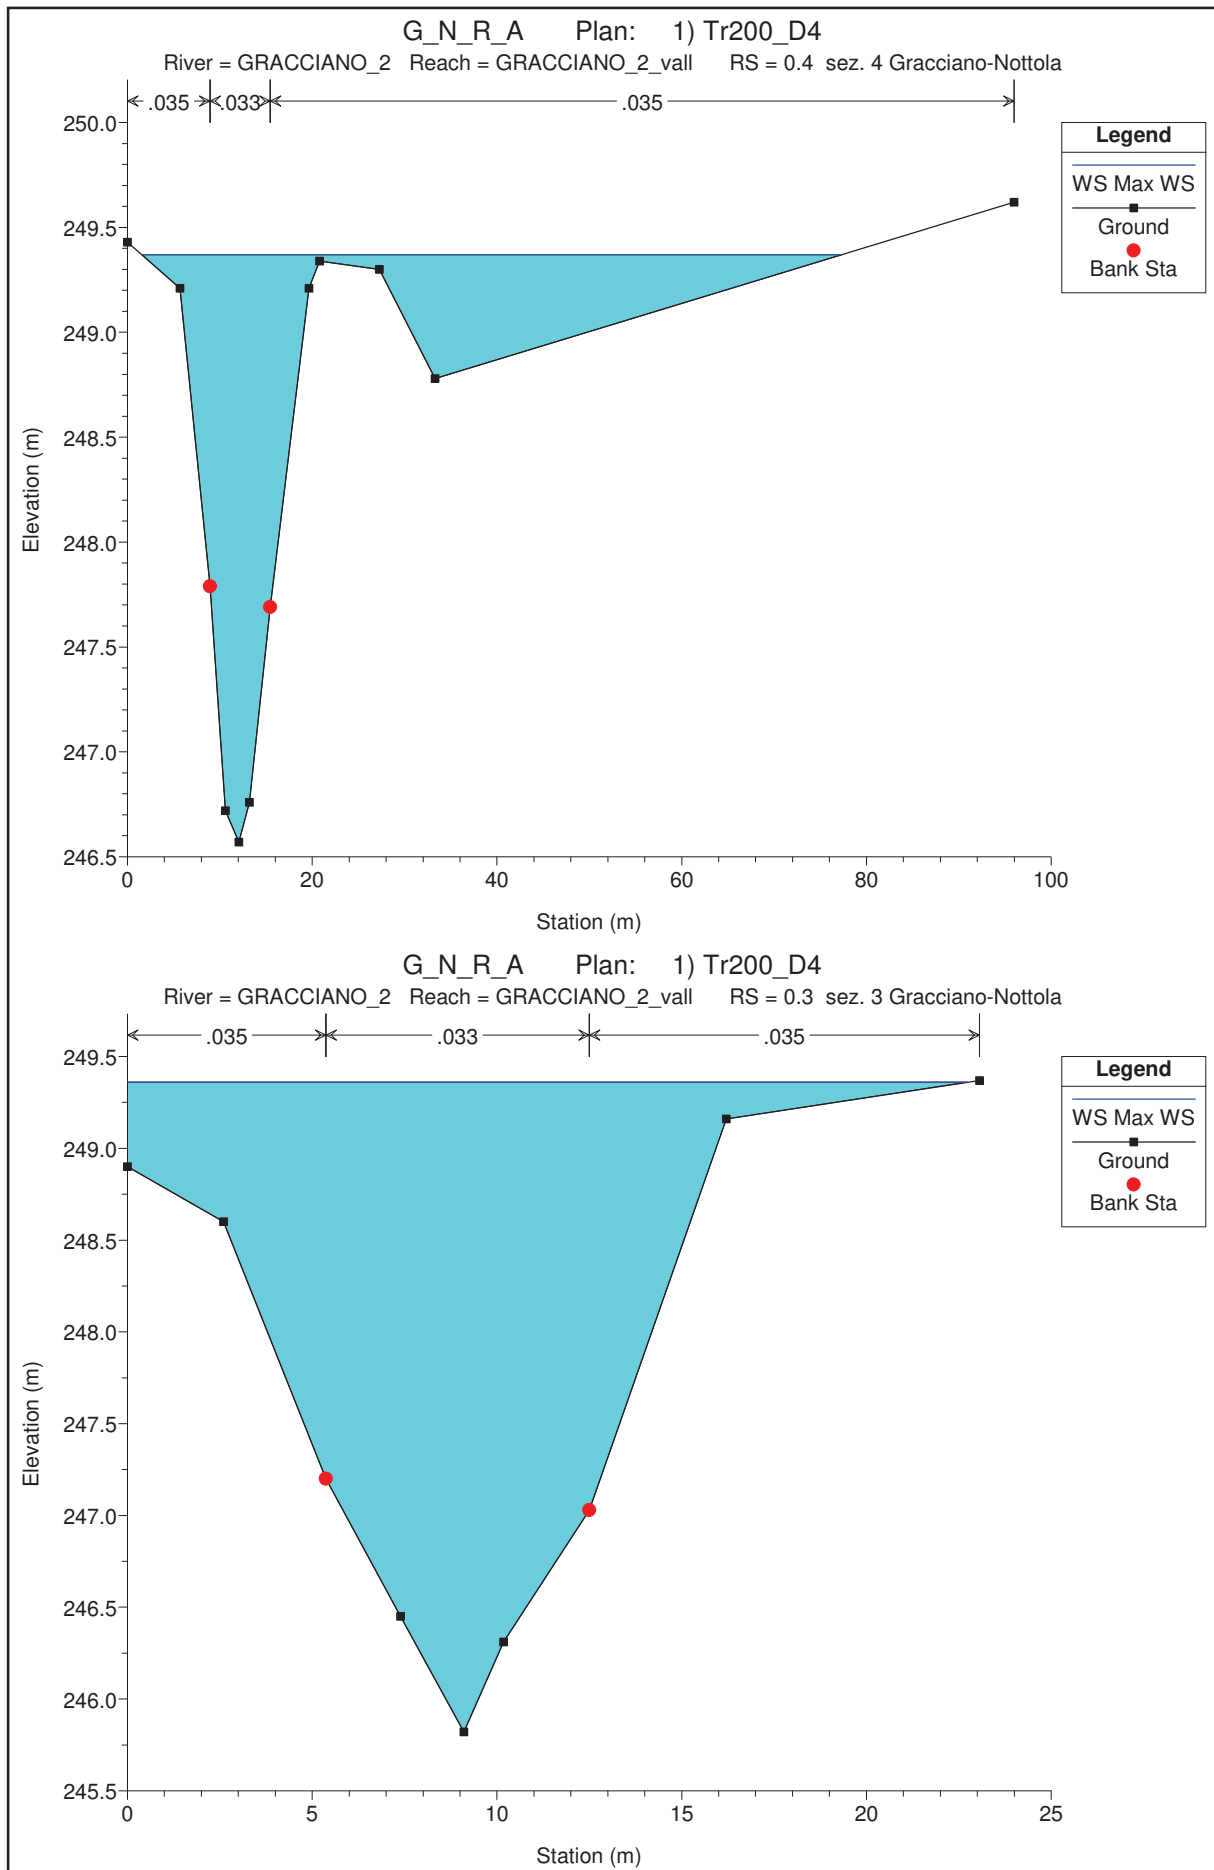 G_N_R_A Plan: 1) Tr200_D4
River = GRACCIANO_2 Reach = GRACCIANO_2_vall RS = 0.4 sez. 4 Gracciano-Nottola
.035 .033 .035
250.0
249.5
249.0
248.5
248.0
247.5
247.0
246.5
Elevation (m)
0 20 40 60 80 100
Station (m)
Legend
WS Max WS
Ground
Bank Sta
G_N_R_A Plan: 1) Tr200_D4
River = GRACCIANO_2 Reach = GRACCIANO_2_vall RS = 0.3 sez. 3 Gracciano-Nottola
.035 .033 .035
249.5
249.0
248.5
248.0
247.5
247.0
246.5
246.0
245.5
Elevation (m)
0 5 10 15 20 25
Station (m)
Legend
WS Max WS
Ground
Bank Sta